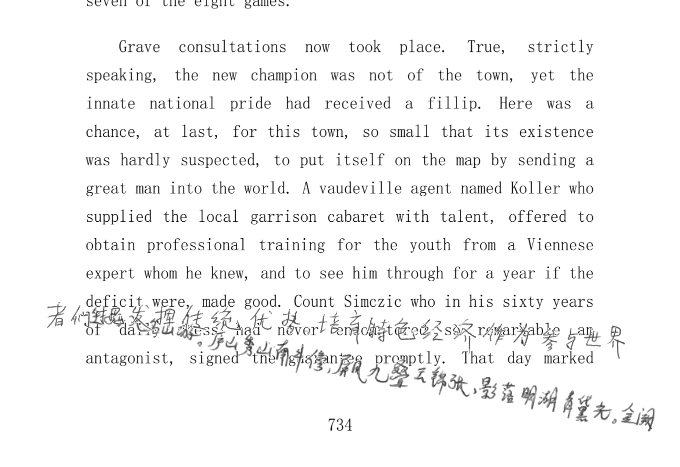 seven of the eight games.
Grave consultations now took place. True, strictly
speaking, the new champion was not of the town, yet the
innate national pride had received a fillip. Here was a
chance, at last, for this town, so small that its existence
was hardly suspected, to put itself on the map by sending a
great man into the world. A vaudeville agent named Koller who
supplied the local garrison cabaret with talent, offered to
obtain professional training for the youth from a Viennese
expert whom he knew, and to see him through for a year if the
deficit were, made good. Count Simczic who in his sixty years
者们 发挥传统优势 培育特色经济作为参与世界
of had never encountered so remarkable an
。庐山秀出南斗傍,屏风九叠云锦张,影落明湖青黛光。金阙
antagonist, signed the promptly. That day marked
734